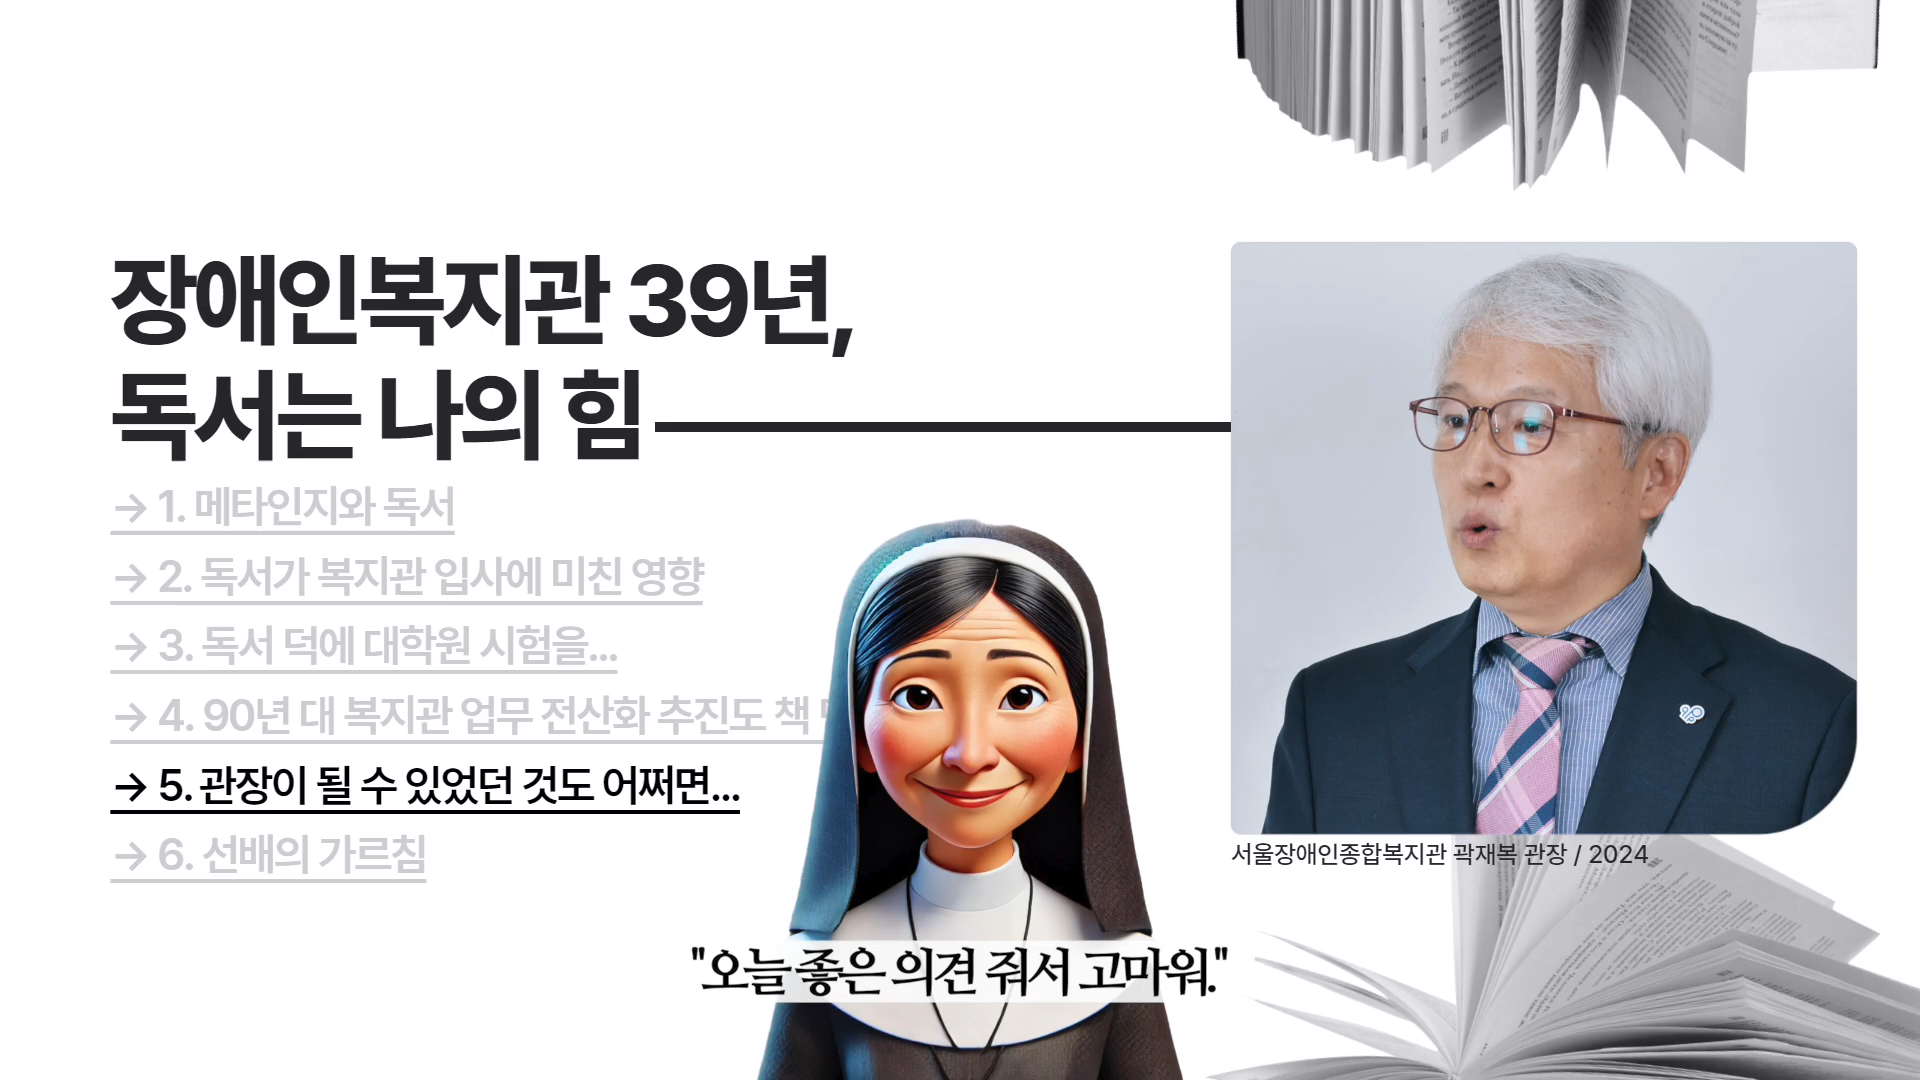 장애인복지관 39년,
독서는 나의 힘
→ 1. 메타인지와 독서
→ 2. 독서가 복지관 입사에 미친 영향
→ 3. 독서 덕에 대학원 시험을...
→ 4. 90년 대 복지관 업무 전산화 추진도 책
→ 5. 관장이 될 수 있었던 것도 어쩌면...
→ 6. 선배의 가르침
서울장애인종합복지관 곽재복 관장 / 2024
"오늘 좋은 의견 줘서 고마워."